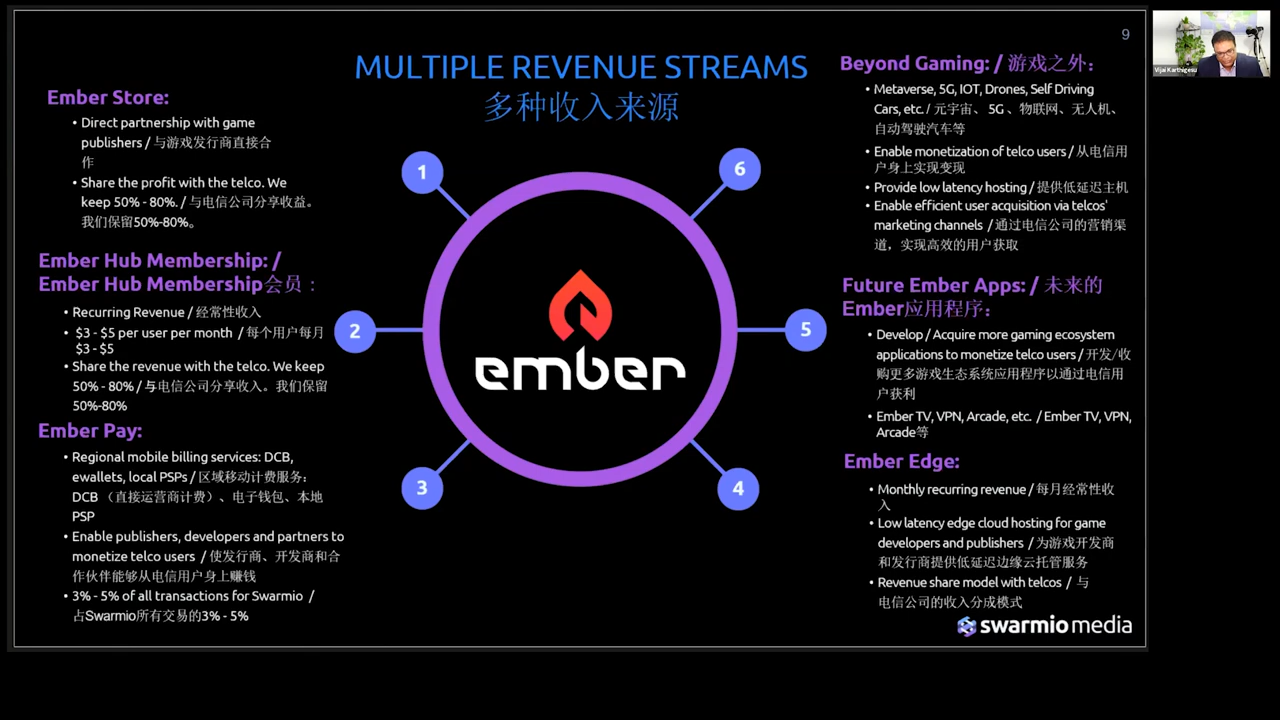 9
MULTIPLE REVENUE STREAMS
多种收入来源
Ember Store:
• Direct partnership with game
publishers / 与游戏发行商直接合
作
• Share the profit with the telco. We
keep 50% - 80%. / 与电信公司分享收益。
我们保留50%-80%。
Ember Hub Membership: /
Ember Hub Membership会员：
• Recurring Revenue / 经常性收入
• $3 - $5 per user per month / 每个用户每月
$3 - $5
• Share the revenue with the telco. We keep
50% - 80% / 与电信公司分享收入。我们保留
50%-80%
Ember Pay:
• Regional mobile billing services: DCB,
ewallets, local PSPs / 区域移动计费服务：
DCB （直接运营商计费）、电子钱包、本地
PSP
• Enable publishers, developers and partners to
monetize telco users / 使发行商、开发商和合
作伙伴能够从电信用户身上赚钱
• 3% - 5% of all transactions for Swarmio /
占Swarmio所有交易的3% - 5%
1
2
3
4
5
6
ember
Beyond Gaming: / 游戏之外：
• Metaverse, 5G, IOT, Drones, Self Driving
Cars, etc. / 元宇宙、 5G 、物联网、无人机、
自动驾驶汽车等
• Enable monetization of telco users / 从电信用
户身上实现变现
• Provide low latency hosting / 提供低延迟主机
• Enable efficient user acquisition via telcos'
marketing channels / 通过电信公司的营销渠
道，实现高效的用户获取
Future Ember Apps: / 未来的
Ember应用程序：
• Develop / Acquire more gaming ecosystem
applications to monetize telco users / 开发/收
购更多游戏生态系统应用程序以通过电信用
户获利
• Ember TV, VPN, Arcade, etc. / Ember TV, VPN,
Arcade等
Ember Edge:
• Monthly recurring revenue / 每月经常性收
入
• Low latency edge cloud hosting for game
developers and publishers / 为游戏开发商
和发行商提供低延迟边缘云托管服务
• Revenue share model with telcos / 与
电信公司的收入分成模式
swarmio media
Vijai Karthigesu